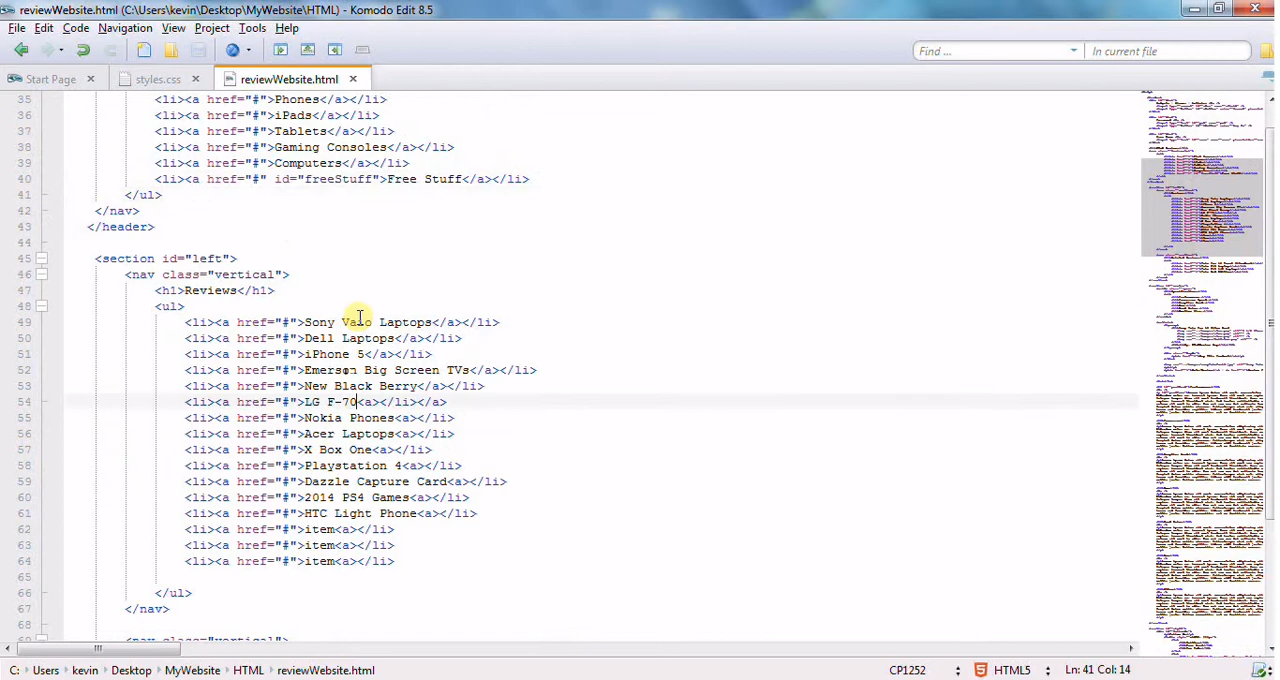 reviewWebsite.html (C:\Users\kevin\Desktop\MyWebsite\HTML) - Komodo Edit 8.5
File Edit Code Navigation View Project Tools Help
Find ... In current file
Start Page styles.css reviewWebsite.html
35 <li><a href="#">Phones</a></li>
36 <li><a href="#">iPads</a></li>
37 <li><a href="#">Tablets</a></li>
38 <li><a href="#">Gaming Consoles</a></li>
39 <li><a href="#">Computers</a></li>
40 <li><a href="#" id="freeStuff">Free Stuff</a></li>
41 </ul>
42 </nav>
43 </header>
44
45 <section id="left">
46 <nav class="vertical">
47 <h1>Reviews</h1>
48 <ul>
49 <li><a href="#">Sony Vaio Laptops</a></li>
50 <li><a href="#">Dell Laptops</a></li>
51 <li><a href="#">iPhone 5</a></li>
52 <li><a href="#">Emerson Big Screen TVs</a></li>
53 <li><a href="#">New Black Berry</a></li>
54 <li><a href="#">LG F-70<a></li></a>
55 <li><a href="#">Nokia Phones<a></li>
56 <li><a href="#">Acer Laptops<a></li>
57 <li><a href="#">X Box One<a></li>
58 <li><a href="#">Playstation 4<a></li>
59 <li><a href="#">Dazzle Capture Card<a></li>
60 <li><a href="#">2014 PS4 Games<a></li>
61 <li><a href="#">HTC Light Phone<a></li>
62 <li><a href="#">item<a></li>
63 <li><a href="#">item<a></li>
64 <li><a href="#">item<a></li>
65
66 </ul>
67 </nav>
68
69 <nav class="vertical">
C: Users kevin Desktop MyWebsite HTML reviewWebsite.html CP1252 HTML5 Ln: 41 Col: 14